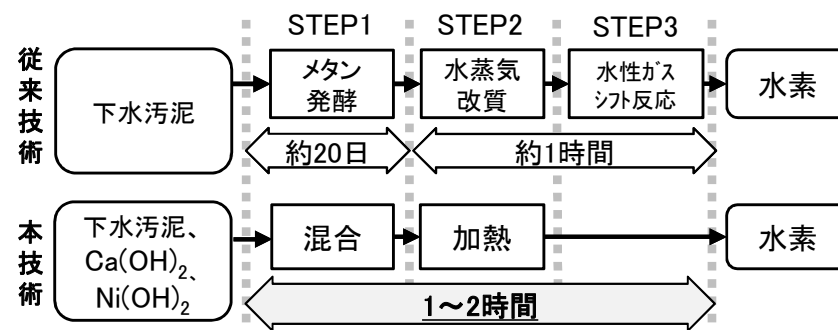 STEP1 STEP2 STEP3
従来技術
下水汚泥
メタン
発酵
水蒸気
改質
水性ガス
シフト反応
水素
約20日
約1時間
本技術
下水汚泥、
Ca(OH)₂、
Ni(OH)₂
混合
加熱
水素
1～2時間